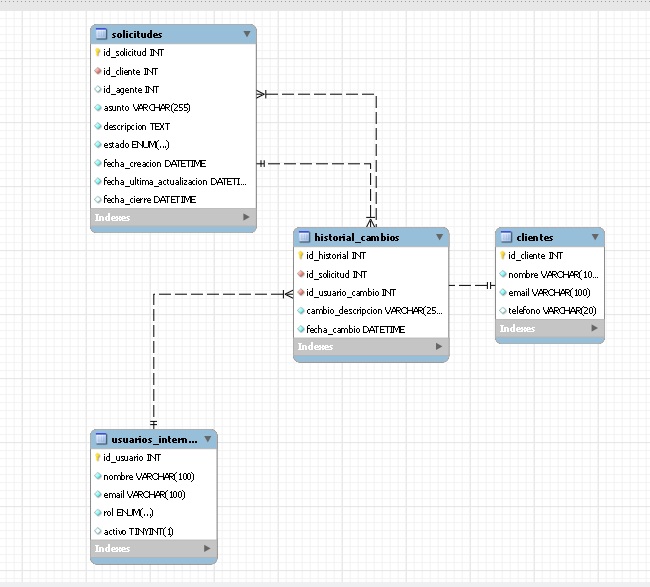 solicitudes
id_solicitud INT
id_cliente INT
id_agente INT
asunto VARCHAR(255)
descripcion TEXT
estado ENUM(...)
fecha_creacion DATETIME
fecha_ultima_actualizacion DATETI...
fecha_cierre DATETIME
Indexes
historial_cambios
id_historial INT
id_solicitud INT
id_usuario_cambio INT
cambio_descripcion VARCHAR(25...
fecha_cambio DATETIME
Indexes
clientes
id_cliente INT
nombre VARCHAR(10...
email VARCHAR(100)
telefono VARCHAR(20)
Indexes
usuarios_intern...
id_usuario INT
nombre VARCHAR(100)
email VARCHAR(100)
rol ENUM(...)
activo TINYINT(1)
Indexes